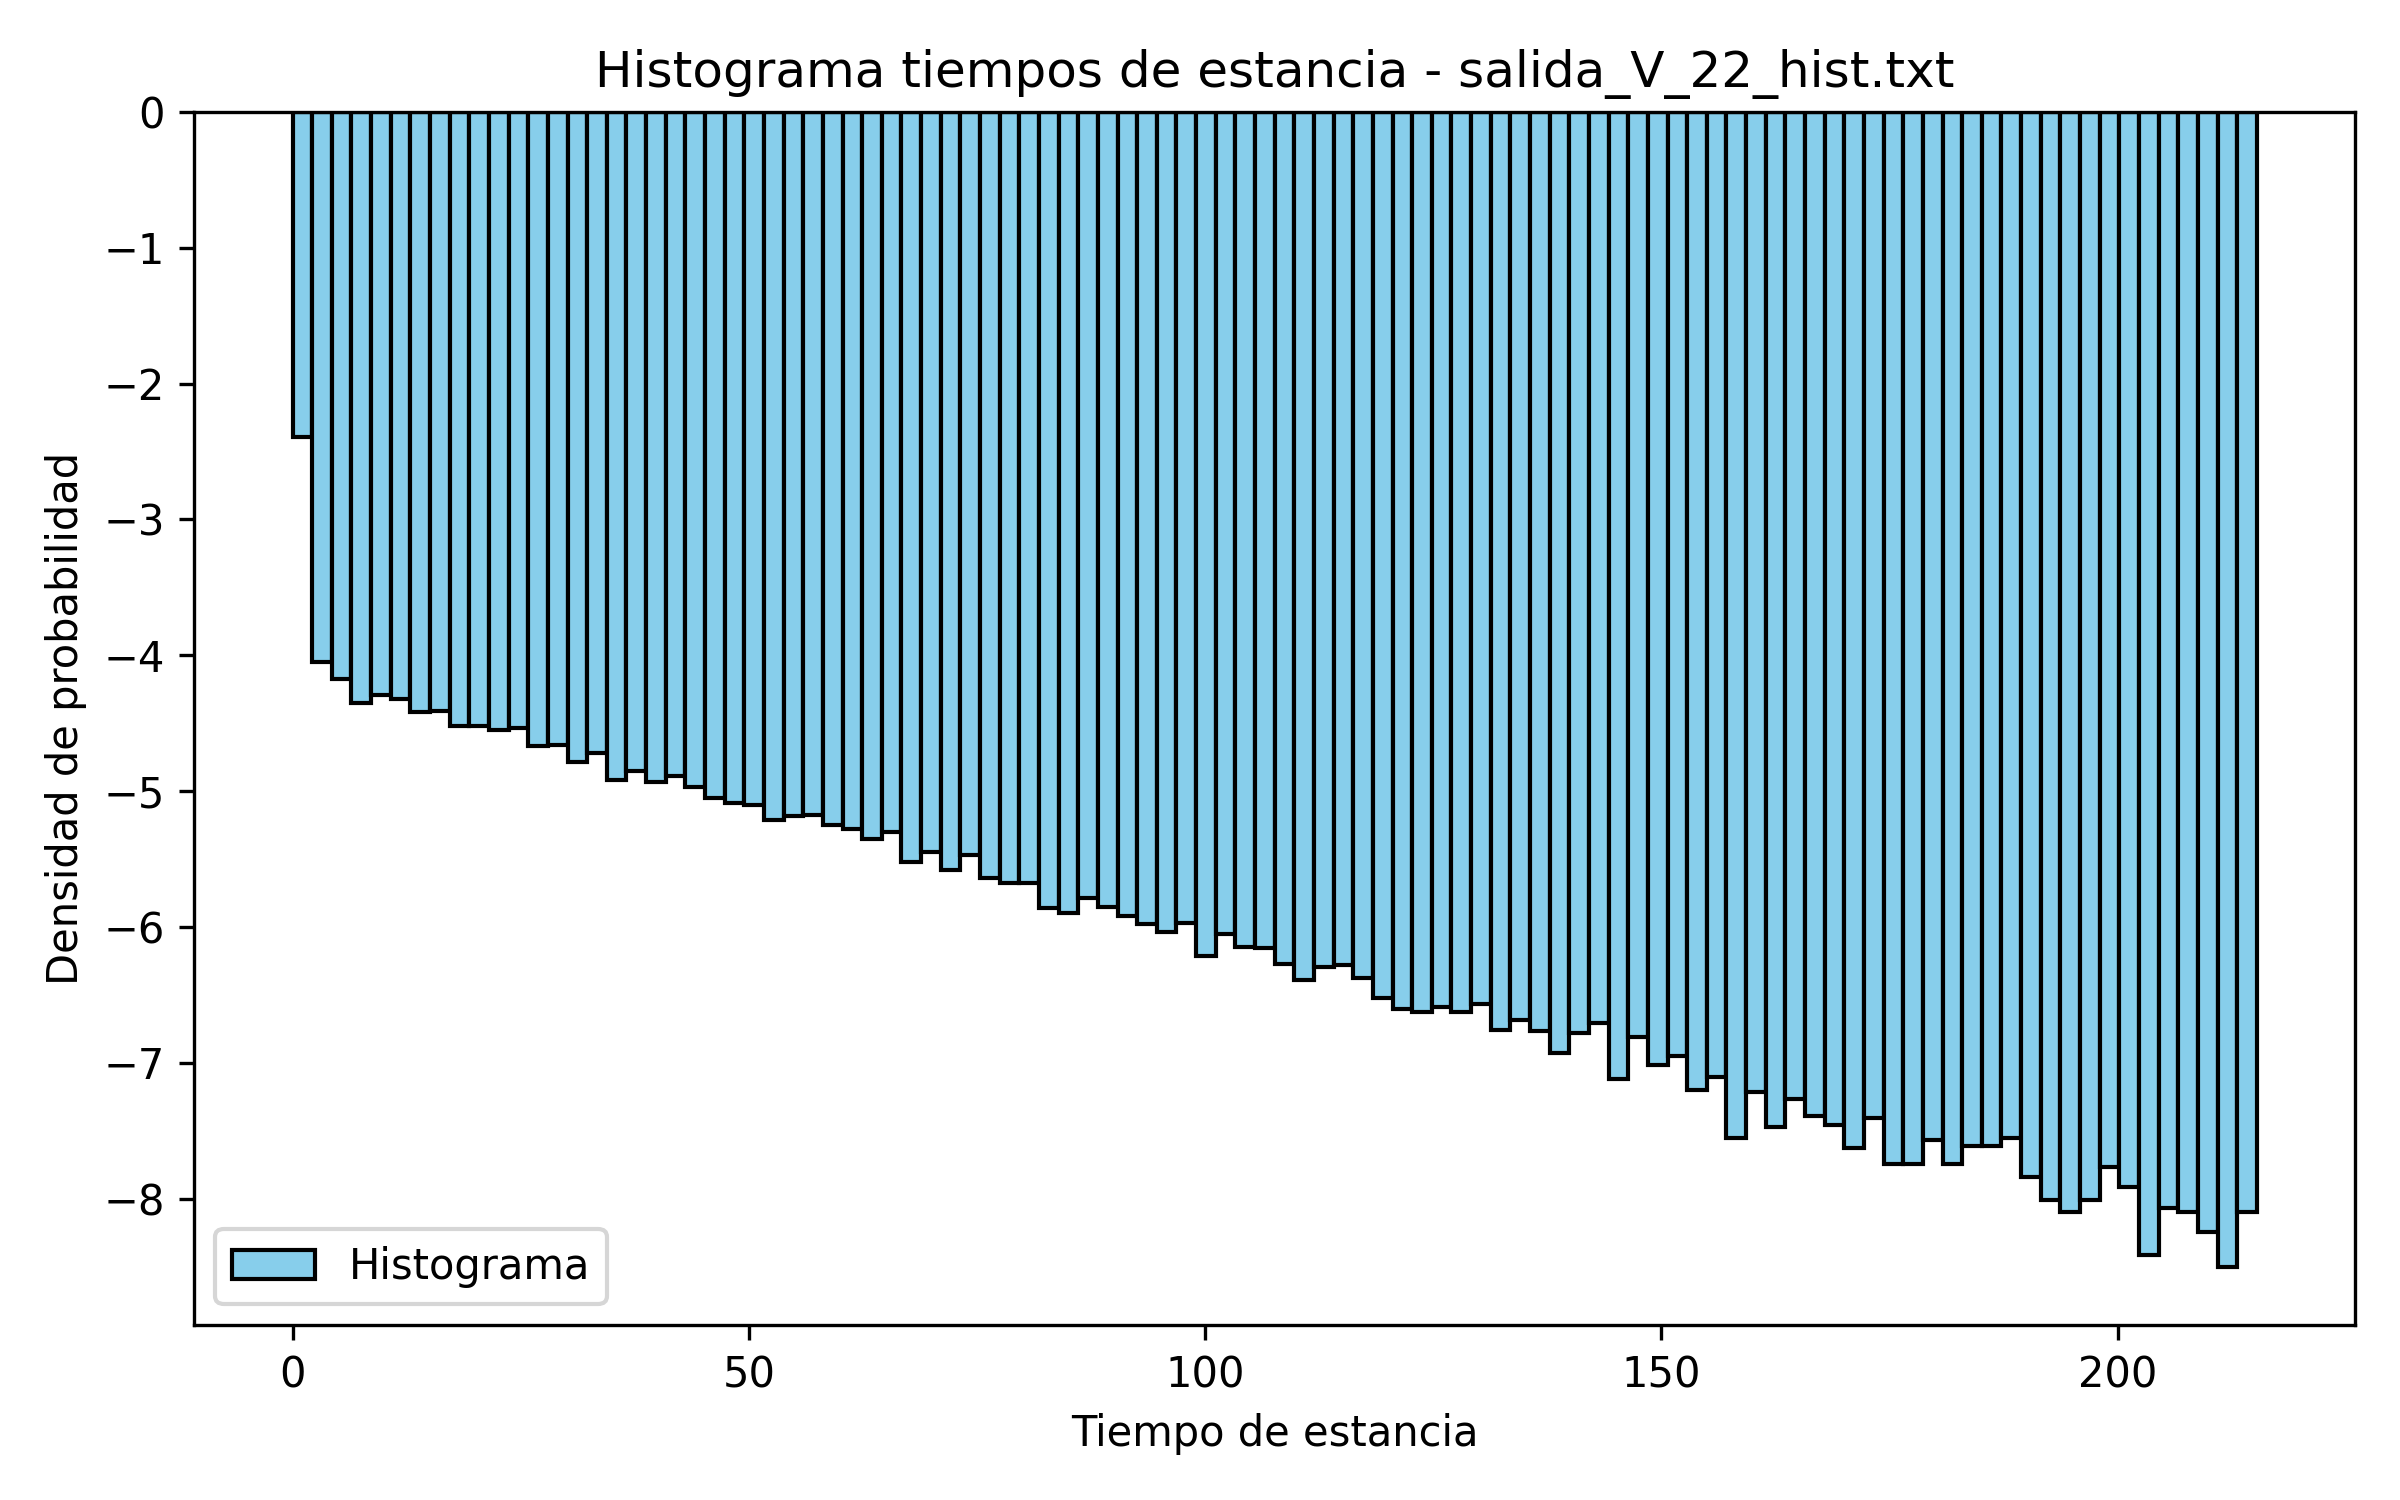 Histograma tiempos de estancia - salida_V_22_hist.txt
0
−1
−2
−3
−4
−5
−6
−7
−8
Densidad de probabilidad
Histograma
0 50 100 150 200
Tiempo de estancia